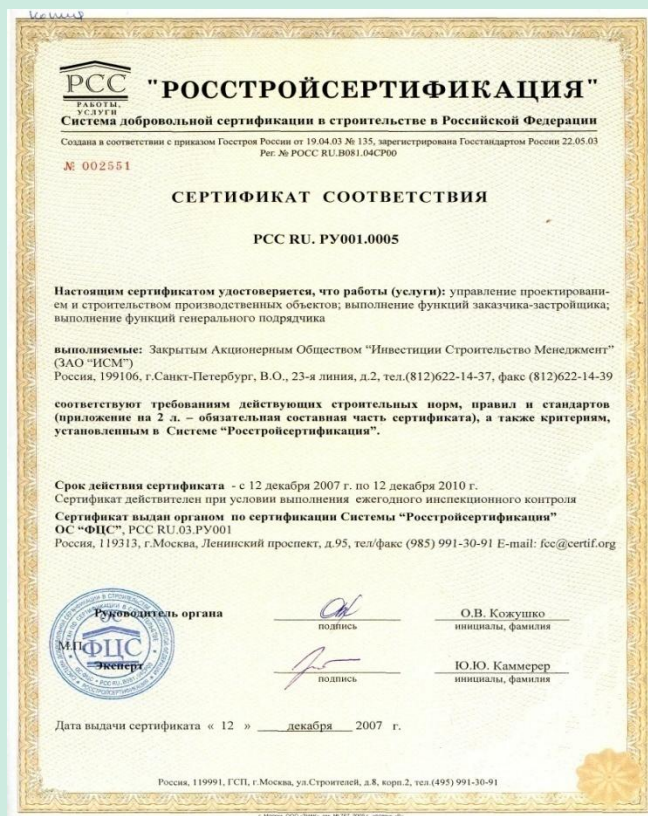 Копия
РСС
РАБОТЫ,
УСЛУГИ
"РОССТРОЙСЕРТИФИКАЦИЯ"
Система добровольной сертификации в строительстве в Российской Федерации
Создана в соответствии с приказом Госстроя России от 19.04.03 № 135, зарегистрирована Госстандартом России 22.05.03
Рег. № РОСС RU.В081.04СР00
№ 002551
СЕРТИФИКАТ СООТВЕТСТВИЯ
РСС RU. РУ001.0005
Настоящим сертификатом удостоверяется, что работы (услуги): управление проектировани-
ем и строительством производственных объектов; выполнение функций заказчика-застройщика;
выполнение функций генерального подрядчика
выполняемые: Закрытым Акционерным Обществом “Инвестиции Строительство Менеджмент”
(ЗАО “ИСМ”)
Россия, 199106, г.Санкт-Петербург, В.О., 23-я линия, д.2, тел.(812)622-14-37, факс (812)622-14-39
соответствуют требованиям действующих строительных норм, правил и стандартов
(приложение на 2 л. – обязательная составная часть сертификата), а также критериям,
установленным в Системе “Росстройсертификация”.
Срок действия сертификата - с 12 декабря 2007 г. по 12 декабря 2010 г.
Сертификат действителен при условии выполнения ежегодного инспекционного контроля
Сертификат выдан органом по сертификации Системы “Росстройсертификация”
ОС “ФЦС”, РСС RU.03.РУ001
Россия, 119313, г.Москва, Ленинский проспект, д.95, тел/факс (985) 991-30-91 E-mail: fcc@certif.org
Руководитель органа
подпись
О.В. Кожушко
инициалы, фамилия
М.П.
ОС
ФЦС
Эксперт
подпись
Ю.Ю. Каммерер
инициалы, фамилия
Дата выдачи сертификата « 12 » декабря 2007 г.
Россия, 119991, ГСП, г.Москва, ул.Строителей, д.8, корп.2, тел.(495) 991-30-91